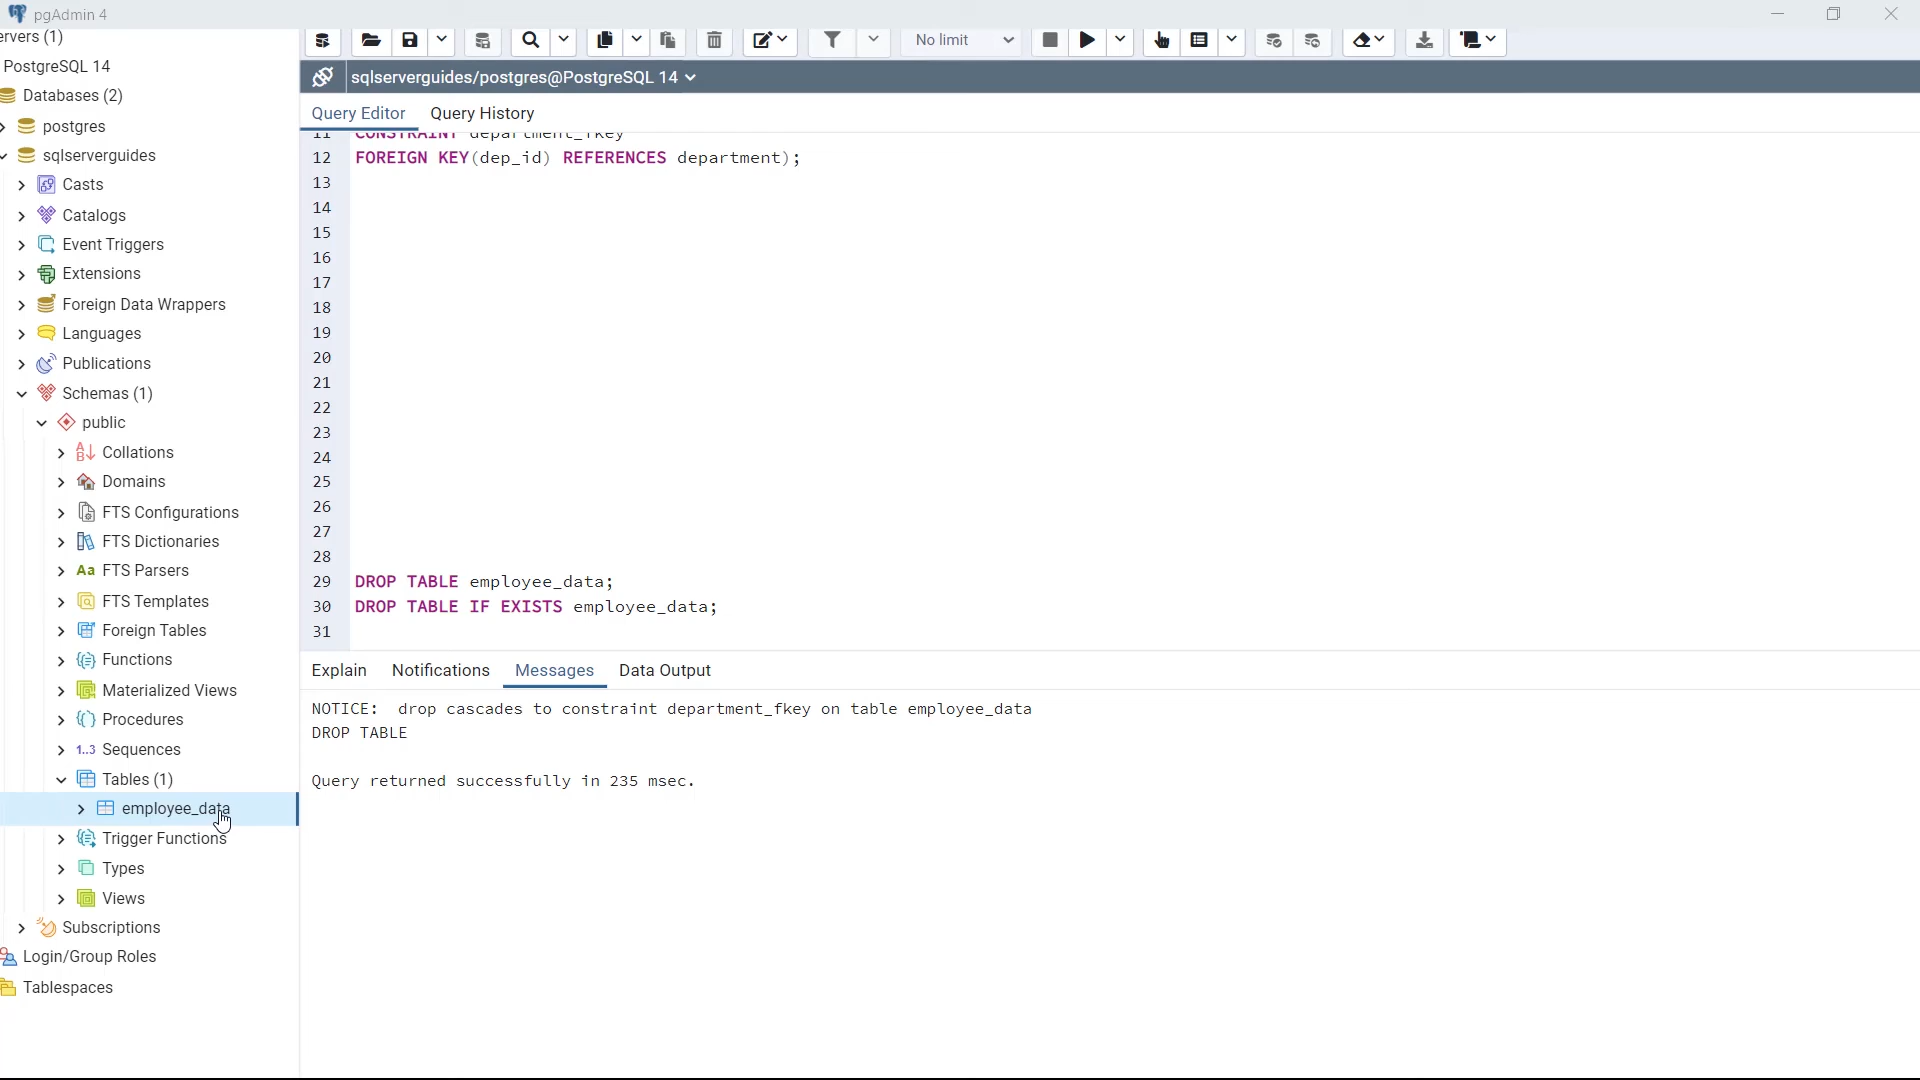 pgAdmin 4
ervers (1)
PostgreSQL 14
Databases (2)
postgres
sqlserverguides
Casts
Catalogs
Event Triggers
Extensions
Foreign Data Wrappers
Languages
Publications
Schemas (1)
public
Collations
Domains
FTS Configurations
FTS Dictionaries
Aa FTS Parsers
FTS Templates
Foreign Tables
Functions
Materialized Views
Procedures
1..3 Sequences
Tables (1)
employee_data
Trigger Functions
Types
Views
Subscriptions
Login/Group Roles
Tablespaces
No limit
sqlserverguides/postgres@PostgreSQL 14
Query Editor Query History
11 CONSTRAINT department_fkey
12 FOREIGN KEY(dep_id) REFERENCES department);
13
14
15
16
17
18
19
20
21
22
23
24
25
26
27
28
29 DROP TABLE employee_data;
30 DROP TABLE IF EXISTS employee_data;
31
Explain Notifications Messages Data Output
NOTICE: drop cascades to constraint department_fkey on table employee_data
DROP TABLE
Query returned successfully in 235 msec.